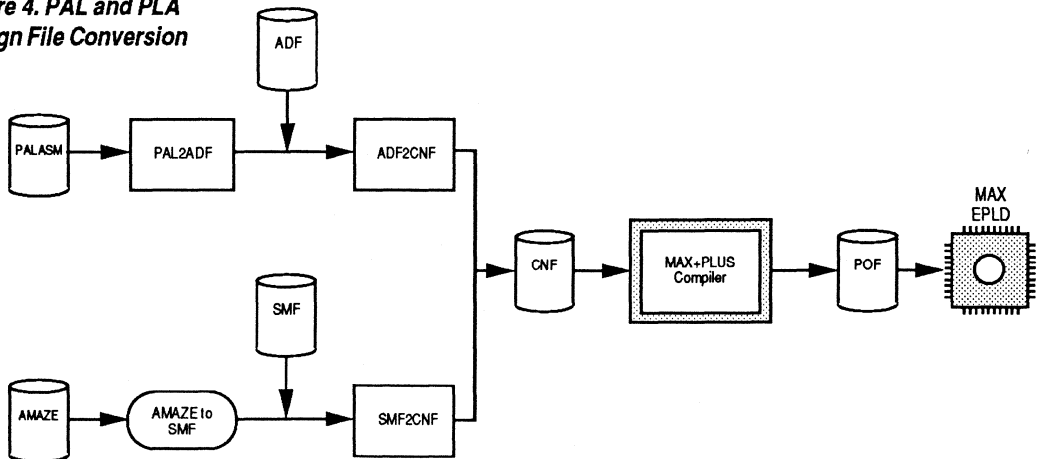 re 4. PAL and PLA
gn File Conversion
ADF
PALASM
PAL2ADF
ADF2CNF
MAX
EPLD
CNF
MAX+PLUS
Compiler
POF
SMF
AMAZE
AMAZE to
SMF
SMF2CNF